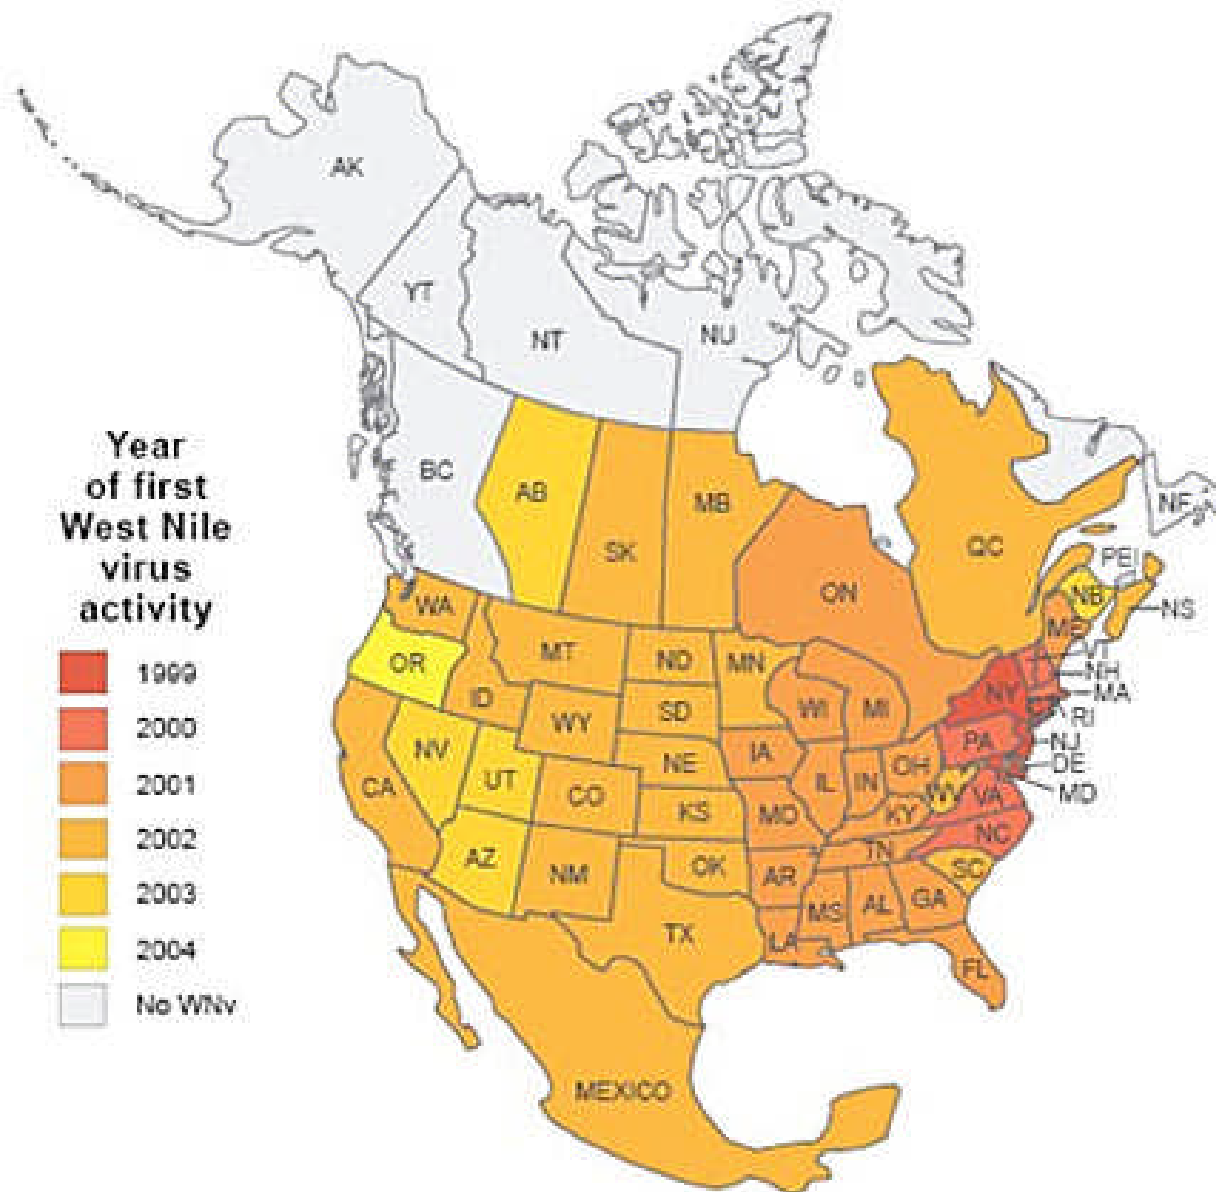 AK
YT
NT
NU
Year
of first
West Nile
virus
activity
1999
2000
2001
2002
2003
2004
No WNv
BC
AB
SK
MB
ON
QC
NF
PEI
NB
NS
WA
OR
MT
ID
ND
MN
SD
WY
WI
MI
ME
VT
NH
MA
RI
NY
PA
NJ
DE
MD
NV
UT
CA
CO
NE
IA
KS
IL
IN
OH
WV
VA
KY
MO
NC
TN
SC
AZ
NM
OK
AR
MS
AL
GA
TX
LA
FL
MEXICO